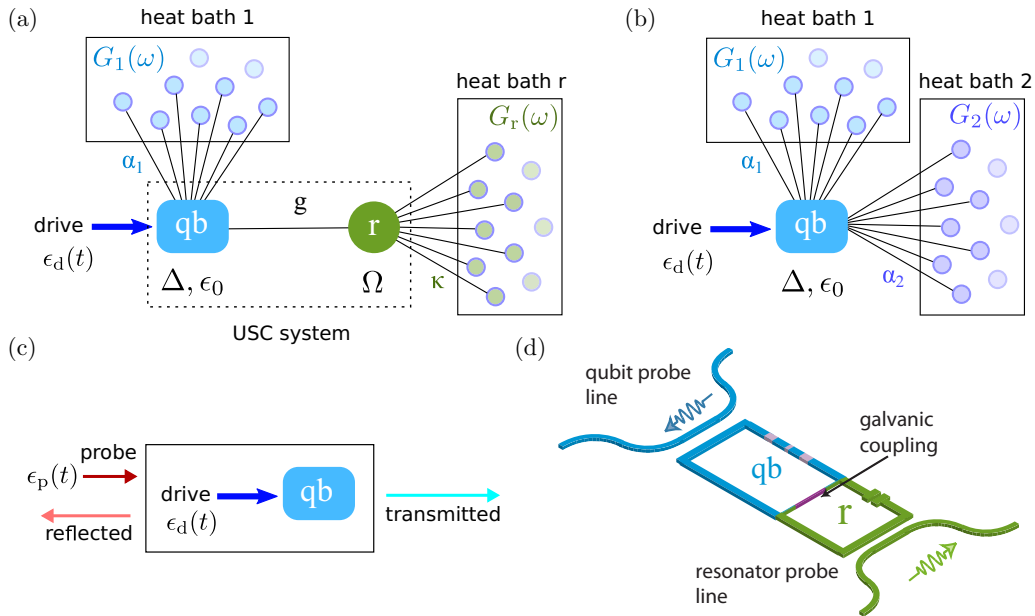 (a)
heat bath 1
G₁(ω)
heat bath r
Gᵣ(ω)
α₁
drive
ϵ_d(t)
qb
g
r
Δ, ϵ₀
Ω
κ
USC system
(b)
heat bath 1
G₁(ω)
heat bath 2
G₂(ω)
α₁
drive
ϵ_d(t)
qb
α₂
Δ, ϵ₀
(c)
probe
ϵ_p(t)
reflected
drive
ϵ_d(t)
qb
transmitted
(d)
qubit probe
line
galvanic
coupling
qb
r
resonator probe
line